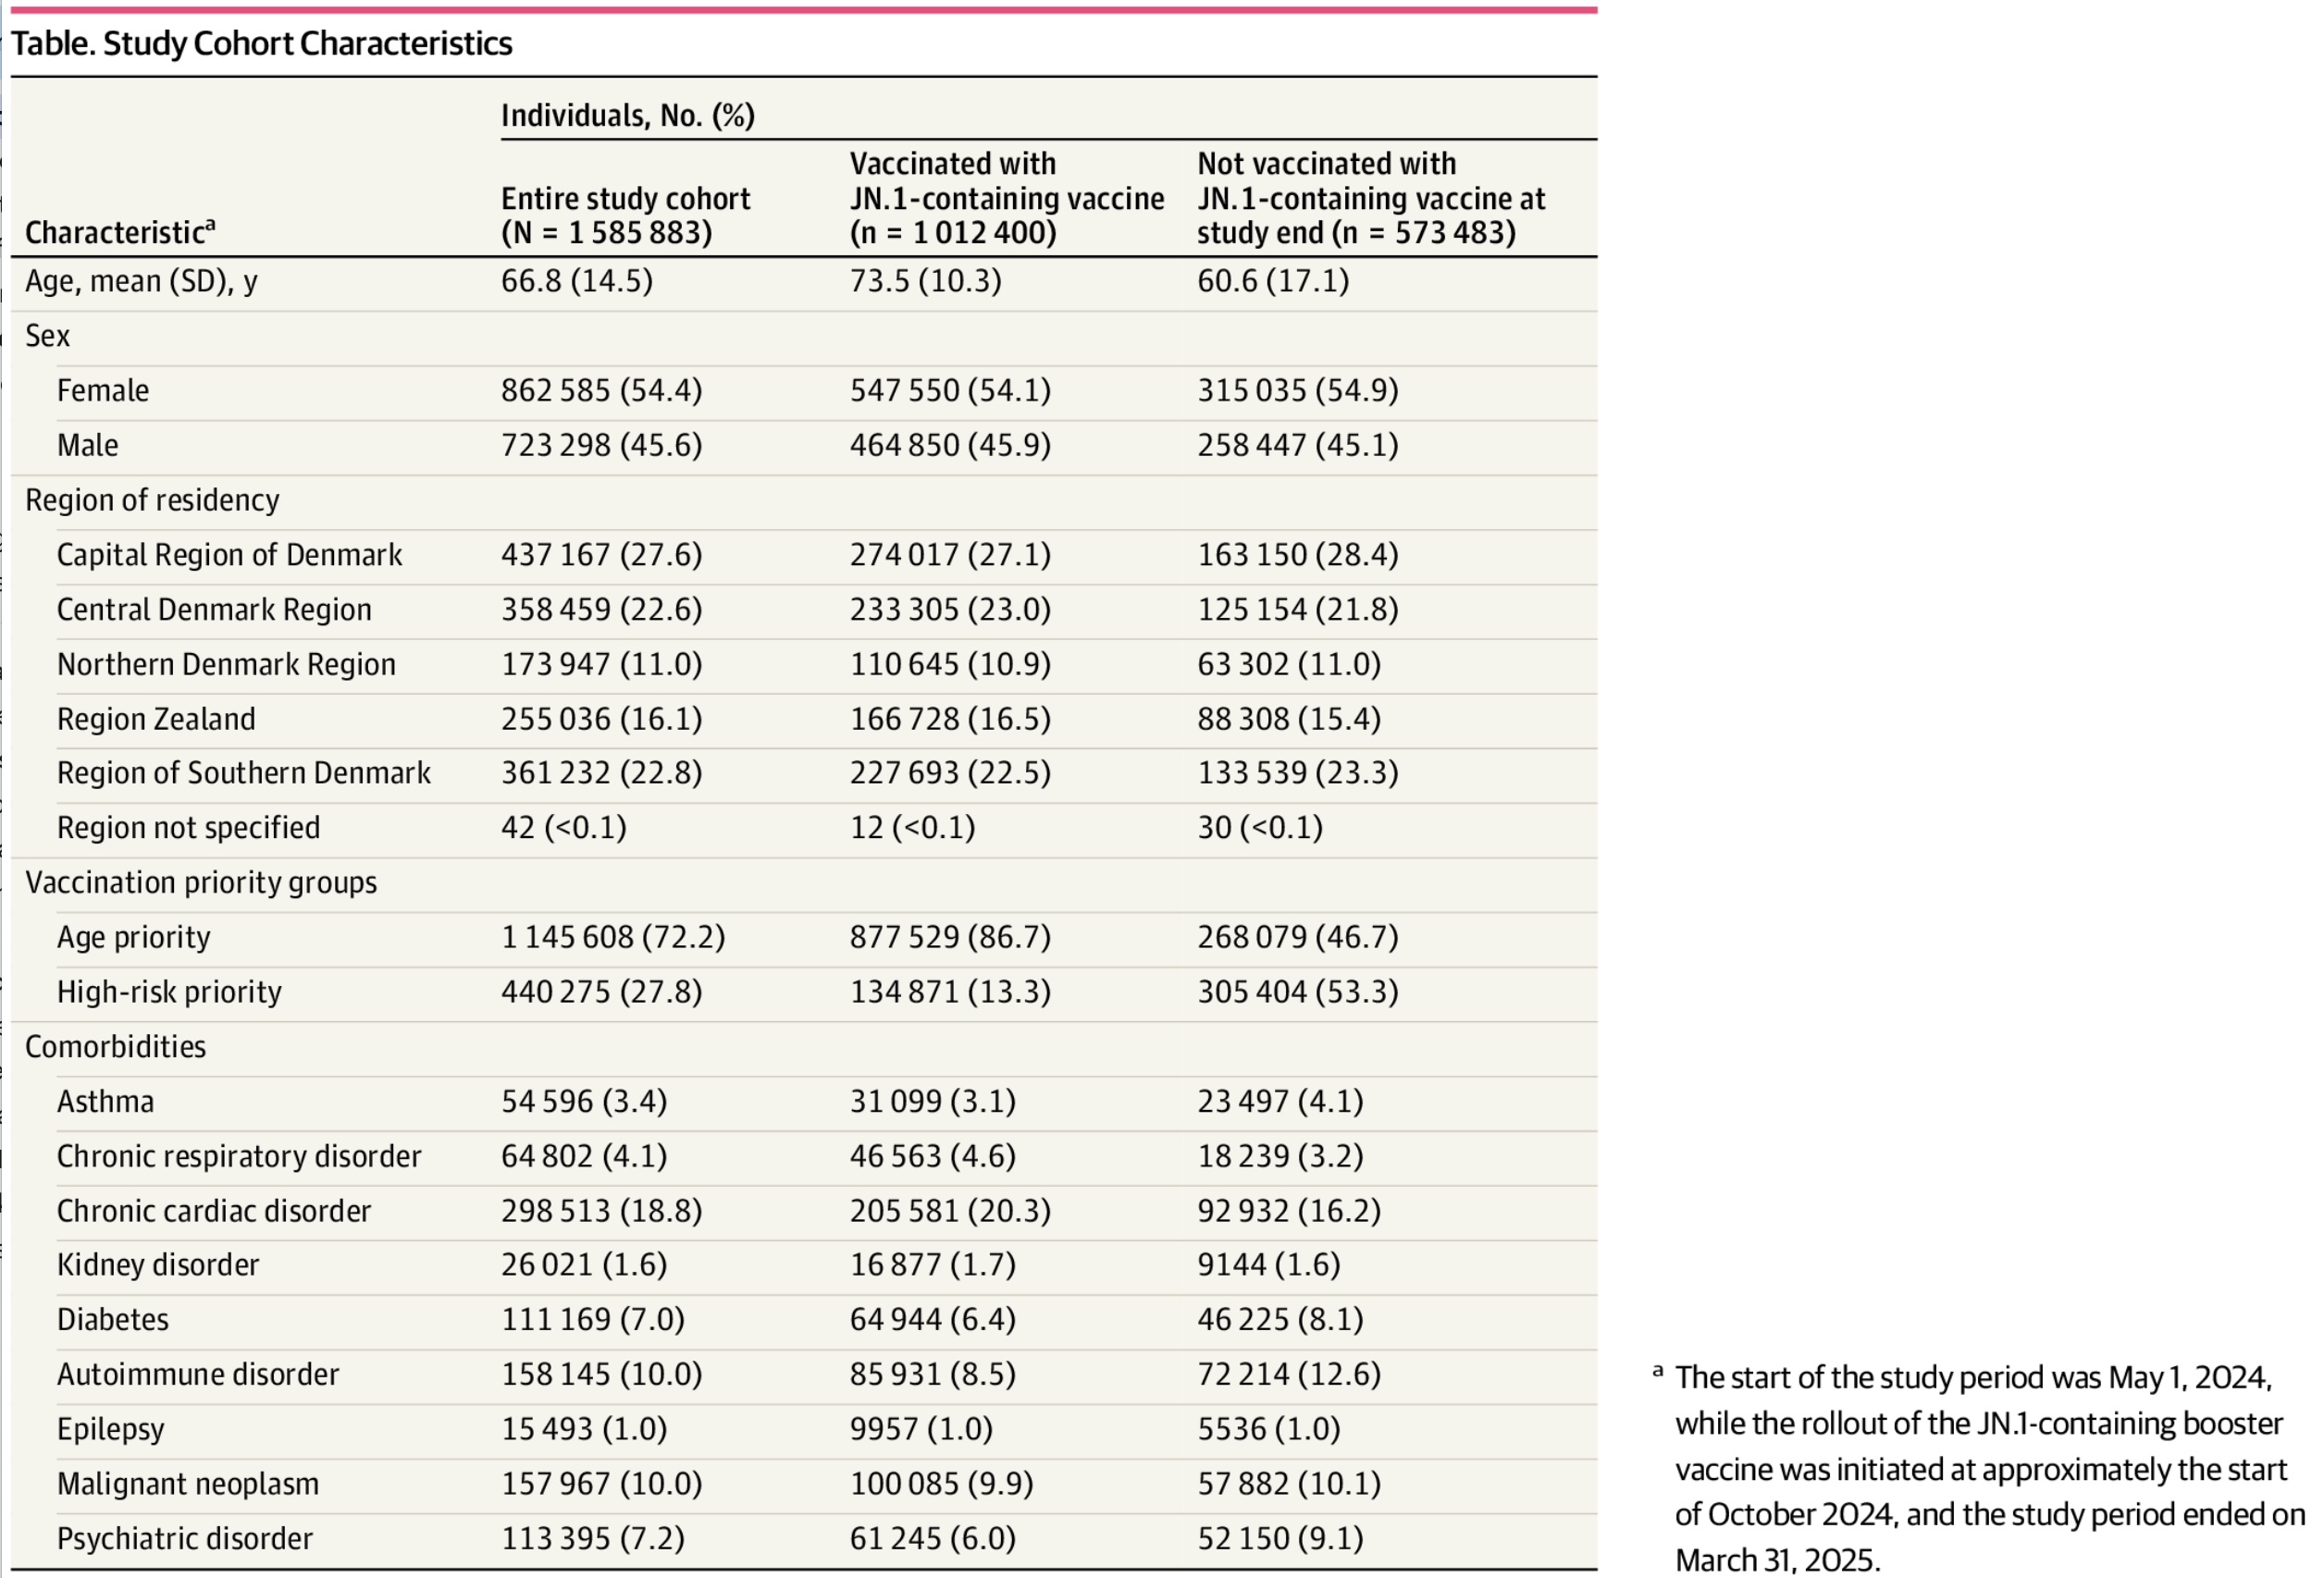 Table. Study Cohort Characteristics
Individuals, No. (%)
Characteristicᵃ
Entire study cohort
(N = 1 585 883)
Vaccinated with
JN.1-containing vaccine
(n = 1 012 400)
Not vaccinated with
JN.1-containing vaccine at
study end (n = 573 483)
Age, mean (SD), y 66.8 (14.5) 73.5 (10.3) 60.6 (17.1)
Sex
Female 862 585 (54.4) 547 550 (54.1) 315 035 (54.9)
Male 723 298 (45.6) 464 850 (45.9) 258 447 (45.1)
Region of residency
Capital Region of Denmark 437 167 (27.6) 274 017 (27.1) 163 150 (28.4)
Central Denmark Region 358 459 (22.6) 233 305 (23.0) 125 154 (21.8)
Northern Denmark Region 173 947 (11.0) 110 645 (10.9) 63 302 (11.0)
Region Zealand 255 036 (16.1) 166 728 (16.5) 88 308 (15.4)
Region of Southern Denmark 361 232 (22.8) 227 693 (22.5) 133 539 (23.3)
Region not specified 42 (<0.1) 12 (<0.1) 30 (<0.1)
Vaccination priority groups
Age priority 1 145 608 (72.2) 877 529 (86.7) 268 079 (46.7)
High-risk priority 440 275 (27.8) 134 871 (13.3) 305 404 (53.3)
Comorbidities
Asthma 54 596 (3.4) 31 099 (3.1) 23 497 (4.1)
Chronic respiratory disorder 64 802 (4.1) 46 563 (4.6) 18 239 (3.2)
Chronic cardiac disorder 298 513 (18.8) 205 581 (20.3) 92 932 (16.2)
Kidney disorder 26 021 (1.6) 16 877 (1.7) 9144 (1.6)
Diabetes 111 169 (7.0) 64 944 (6.4) 46 225 (8.1)
Autoimmune disorder 158 145 (10.0) 85 931 (8.5) 72 214 (12.6)
Epilepsy 15 493 (1.0) 9957 (1.0) 5536 (1.0)
Malignant neoplasm 157 967 (10.0) 100 085 (9.9) 57 882 (10.1)
Psychiatric disorder 113 395 (7.2) 61 245 (6.0) 52 150 (9.1)
ᵃ The start of the study period was May 1, 2024,
while the rollout of the JN.1-containing booster
vaccine was initiated at approximately the start
of October 2024, and the study period ended on
March 31, 2025.